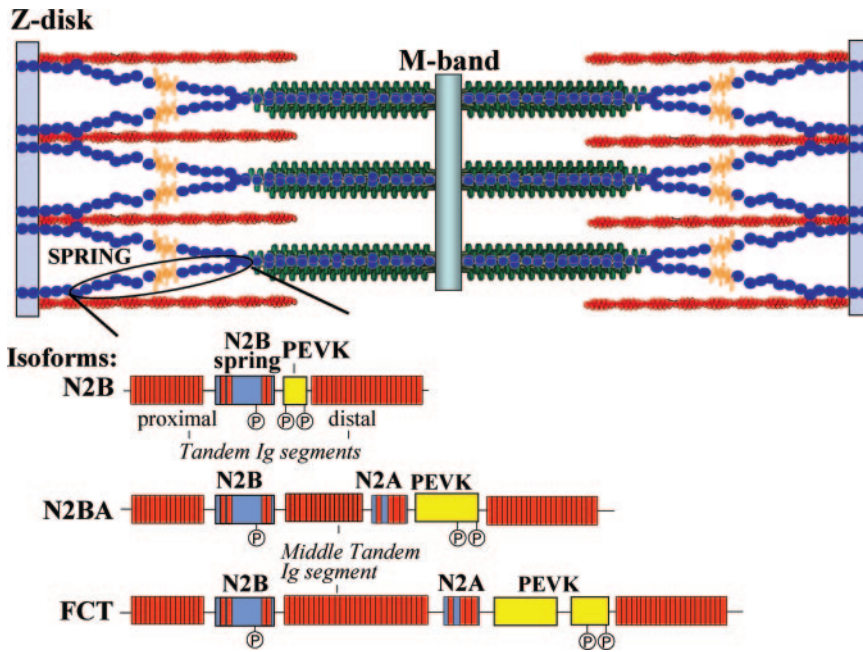 Z-disk
M-band
SPRING
Isoforms:
N2B
spring
PEVK
N2B
P P P
proximal
distal
Tandem Ig segments
N2B
N2A
PEVK
N2BA
P P P
Middle Tandem
Ig segment
N2B
N2A
PEVK
FCT
P P P